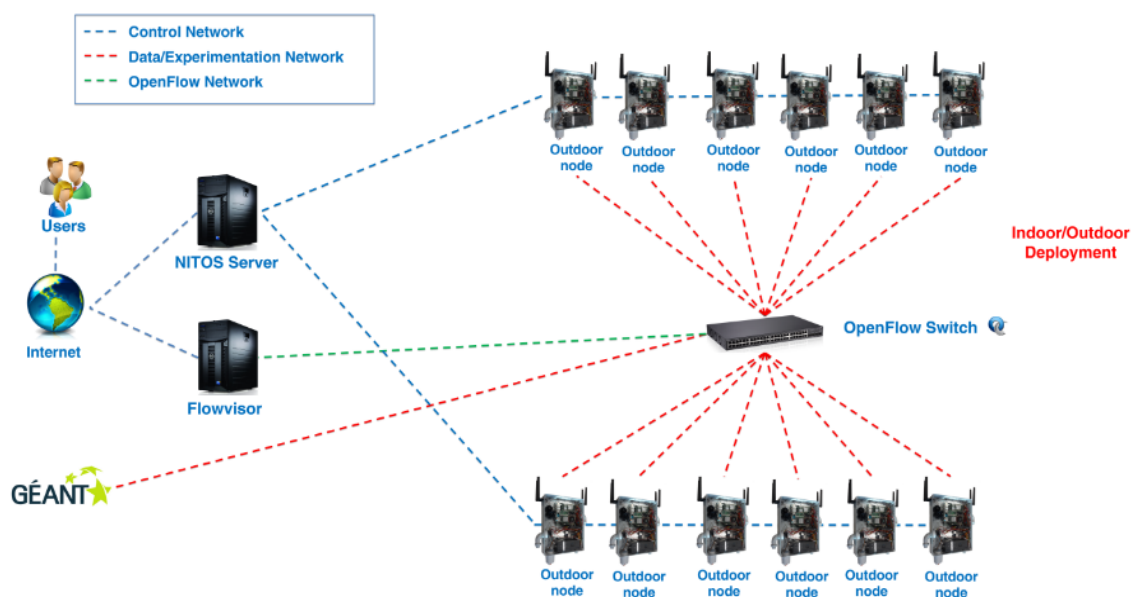 Control Network
Data/Experimentation Network
OpenFlow Network
Outdoor
node
Outdoor
node
Outdoor
node
Outdoor
node
Outdoor
node
Outdoor
node
Users
NITOS Server
Indoor/Outdoor
Deployment
Internet
OpenFlow Switch
Flowvisor
GÉANT
Outdoor
node
Outdoor
node
Outdoor
node
Outdoor
node
Outdoor
node
Outdoor
node